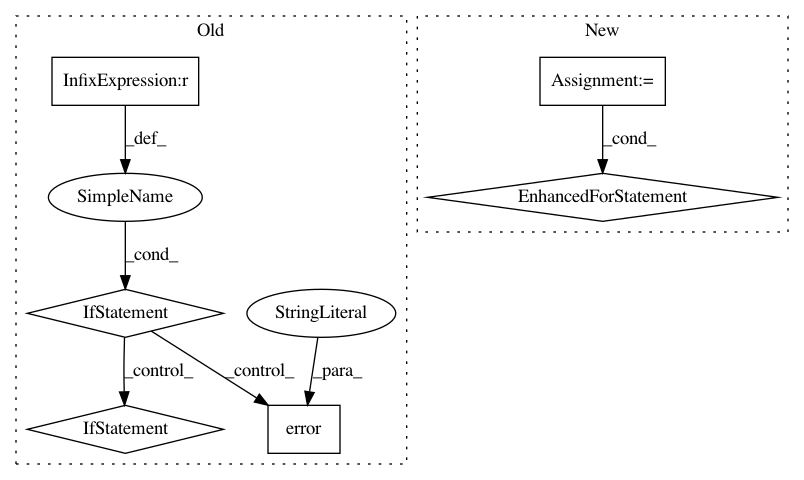 Old
New
InfixExpression:r
Assignment:=
_def_
_cond_
SimpleName
EnhancedForStatement
_cond_
IfStatement
StringLiteral
_control_
_control_
_para_
IfStatement
error